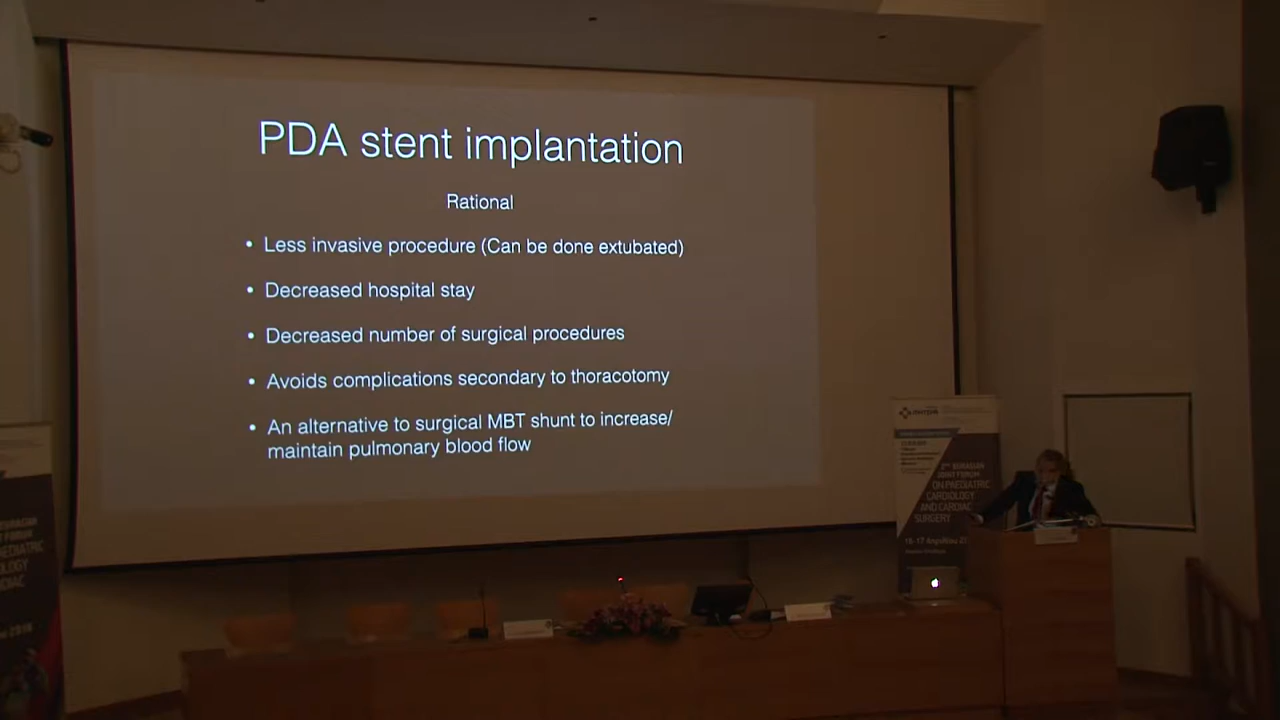 PDA stent implantation
Rational
• Less invasive procedure (Can be done extubated)
• Decreased hospital stay
• Decreased number of surgical procedures
• Avoids complications secondary to thoracotomy
• An alternative to surgical MBT shunt to increase/
maintain pulmonary blood flow
2ND EURASIAN
JOINT FORUM
ON PAEDIATRIC
CARDIOLOGY
AND CARDIAC
SURGERY